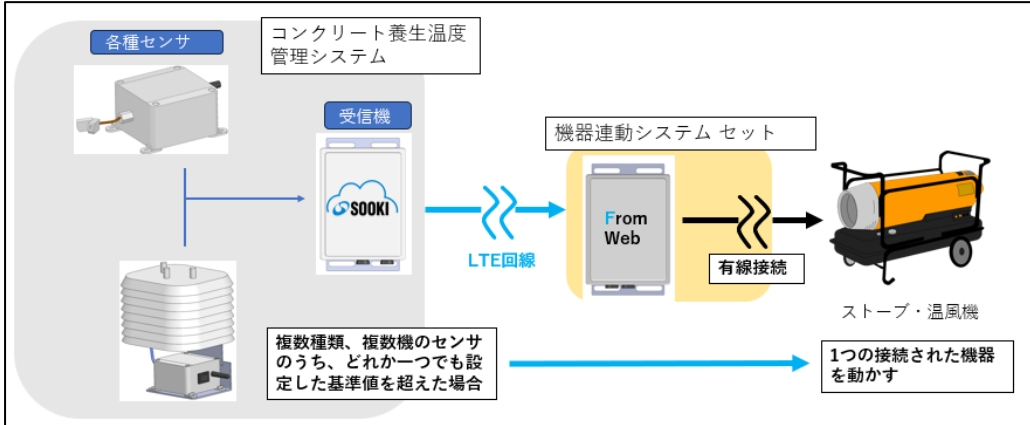 各種センサ
コンクリート養生温度
管理システム
受信機
SOOKI
機器連動システム セット
From
Web
LTE回線
有線接続
ストーブ・温風機
複数種類、複数機のセンサ
のうち、どれか一つでも設
定した基準値を超えた場合
1つの接続された機器
を動かす